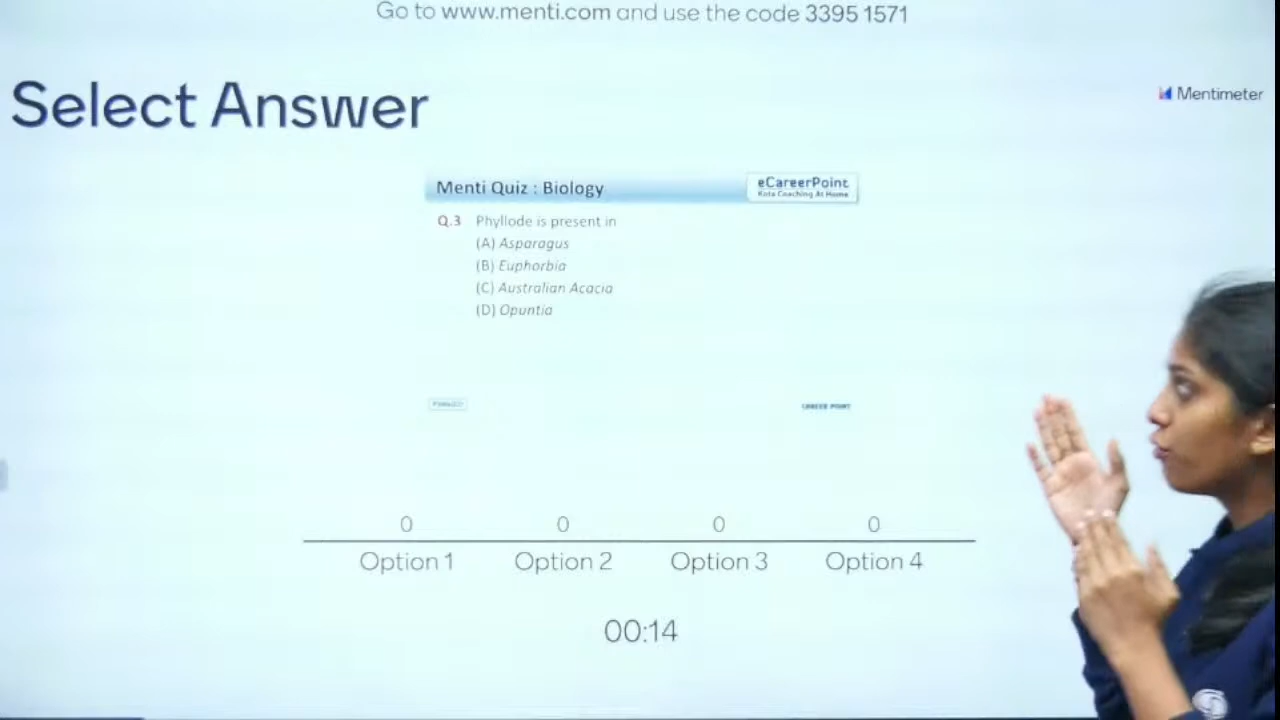 Go to www.menti.com and use the code 3395 1571
Select Answer
Mentimeter
Menti Quiz : Biology
eCareerPoint
Kota Coaching At Home
Q.3 Phyllode is present in
(A) Asparagus
(B) Euphorbia
(C) Australian Acacia
(D) Opuntia
CAREER POINT
0 0 0 0
Option 1 Option 2 Option 3 Option 4
00:14